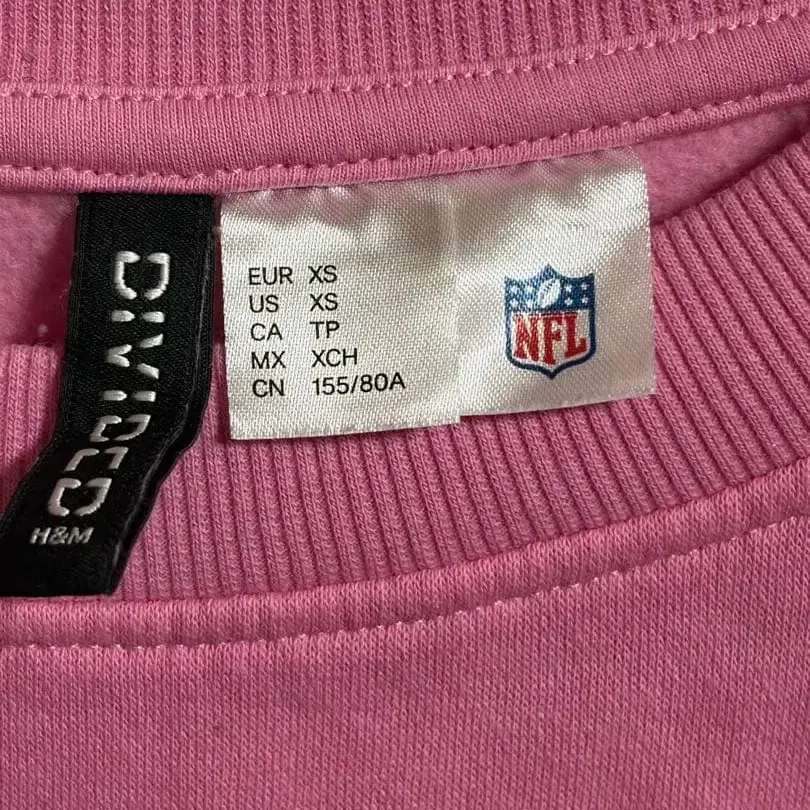 DIVIDED
H&M
EUR XS
US XS
CA TP
MX XCH
CN 155/80A
NFL